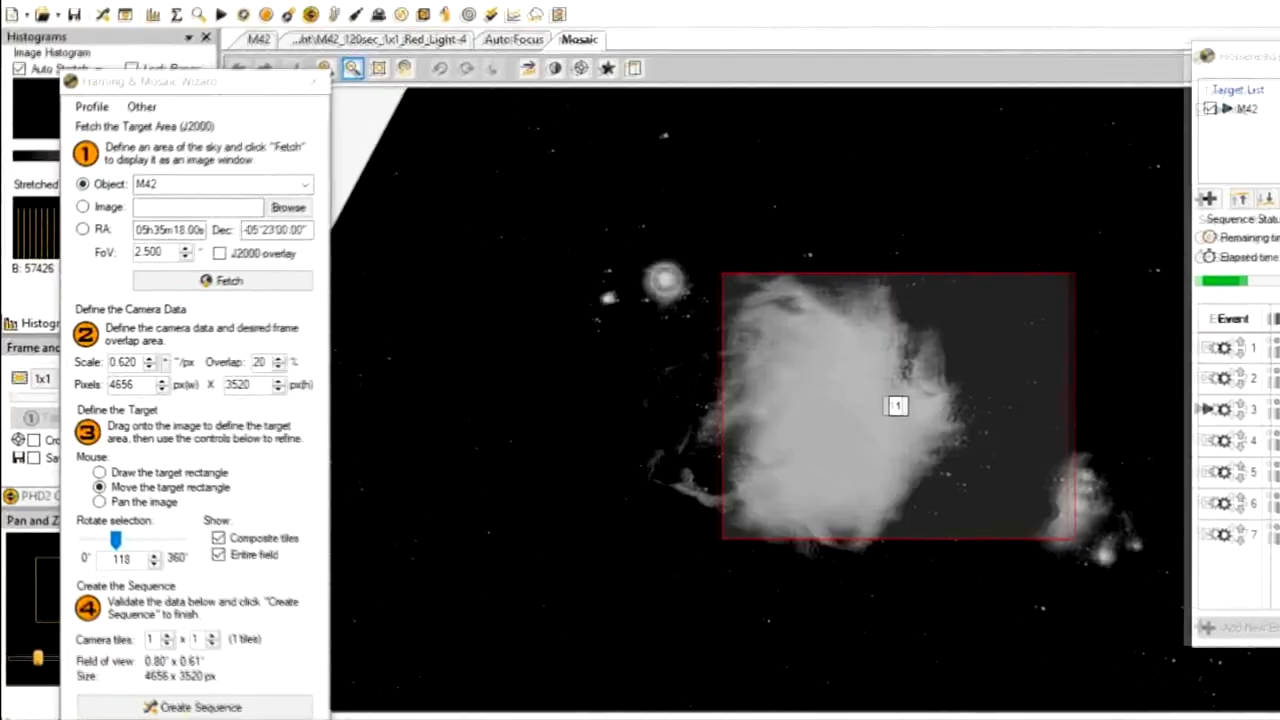 M42
...ht\M42_120sec_1x1_Red_Light-4
Auto Focus
Mosaic
Histograms
Image Histogram
Auto Stretch
Stretched
B: 57426
Histogr
Frame and
1x1
PHD2
Pan and Z
Framing & Mosaic Wizard
Profile Other
Fetch the Target Area (J2000)
1
Define an area of the sky and click "Fetch"
to display it as an image window
Object: M42
Image: Browse
RA: 05h35m18.00s Dec: -05°23'00.00"
FoV: 2.500 ° J2000 overlay
Fetch
Define the Camera Data
2
Define the camera data and desired frame
overlap area.
Scale: 0.620 "/px Overlap: 20 %
Pixels: 4656 px(w) X 3520 px(h)
Define the Target
3
Drag onto the image to define the target
area, then use the controls below to refine.
Mouse:
Draw the target rectangle
Move the target rectangle
Pan the image
Rotate selection: Show:
Composite tiles
0° 118 360° Entire field
Create the Sequence
4
Validate the data below and click "Create
Sequence" to finish.
Camera tiles: 1 x 1 (1 tiles)
Field of view: 0.80° x 0.61°
Size: 4656 x 3520 px
Create Sequence
1
Target List
M42
Sequence Statu
Remaining tim
Elapsed time:
Event
1
2
3
4
5
6
7
Add New E